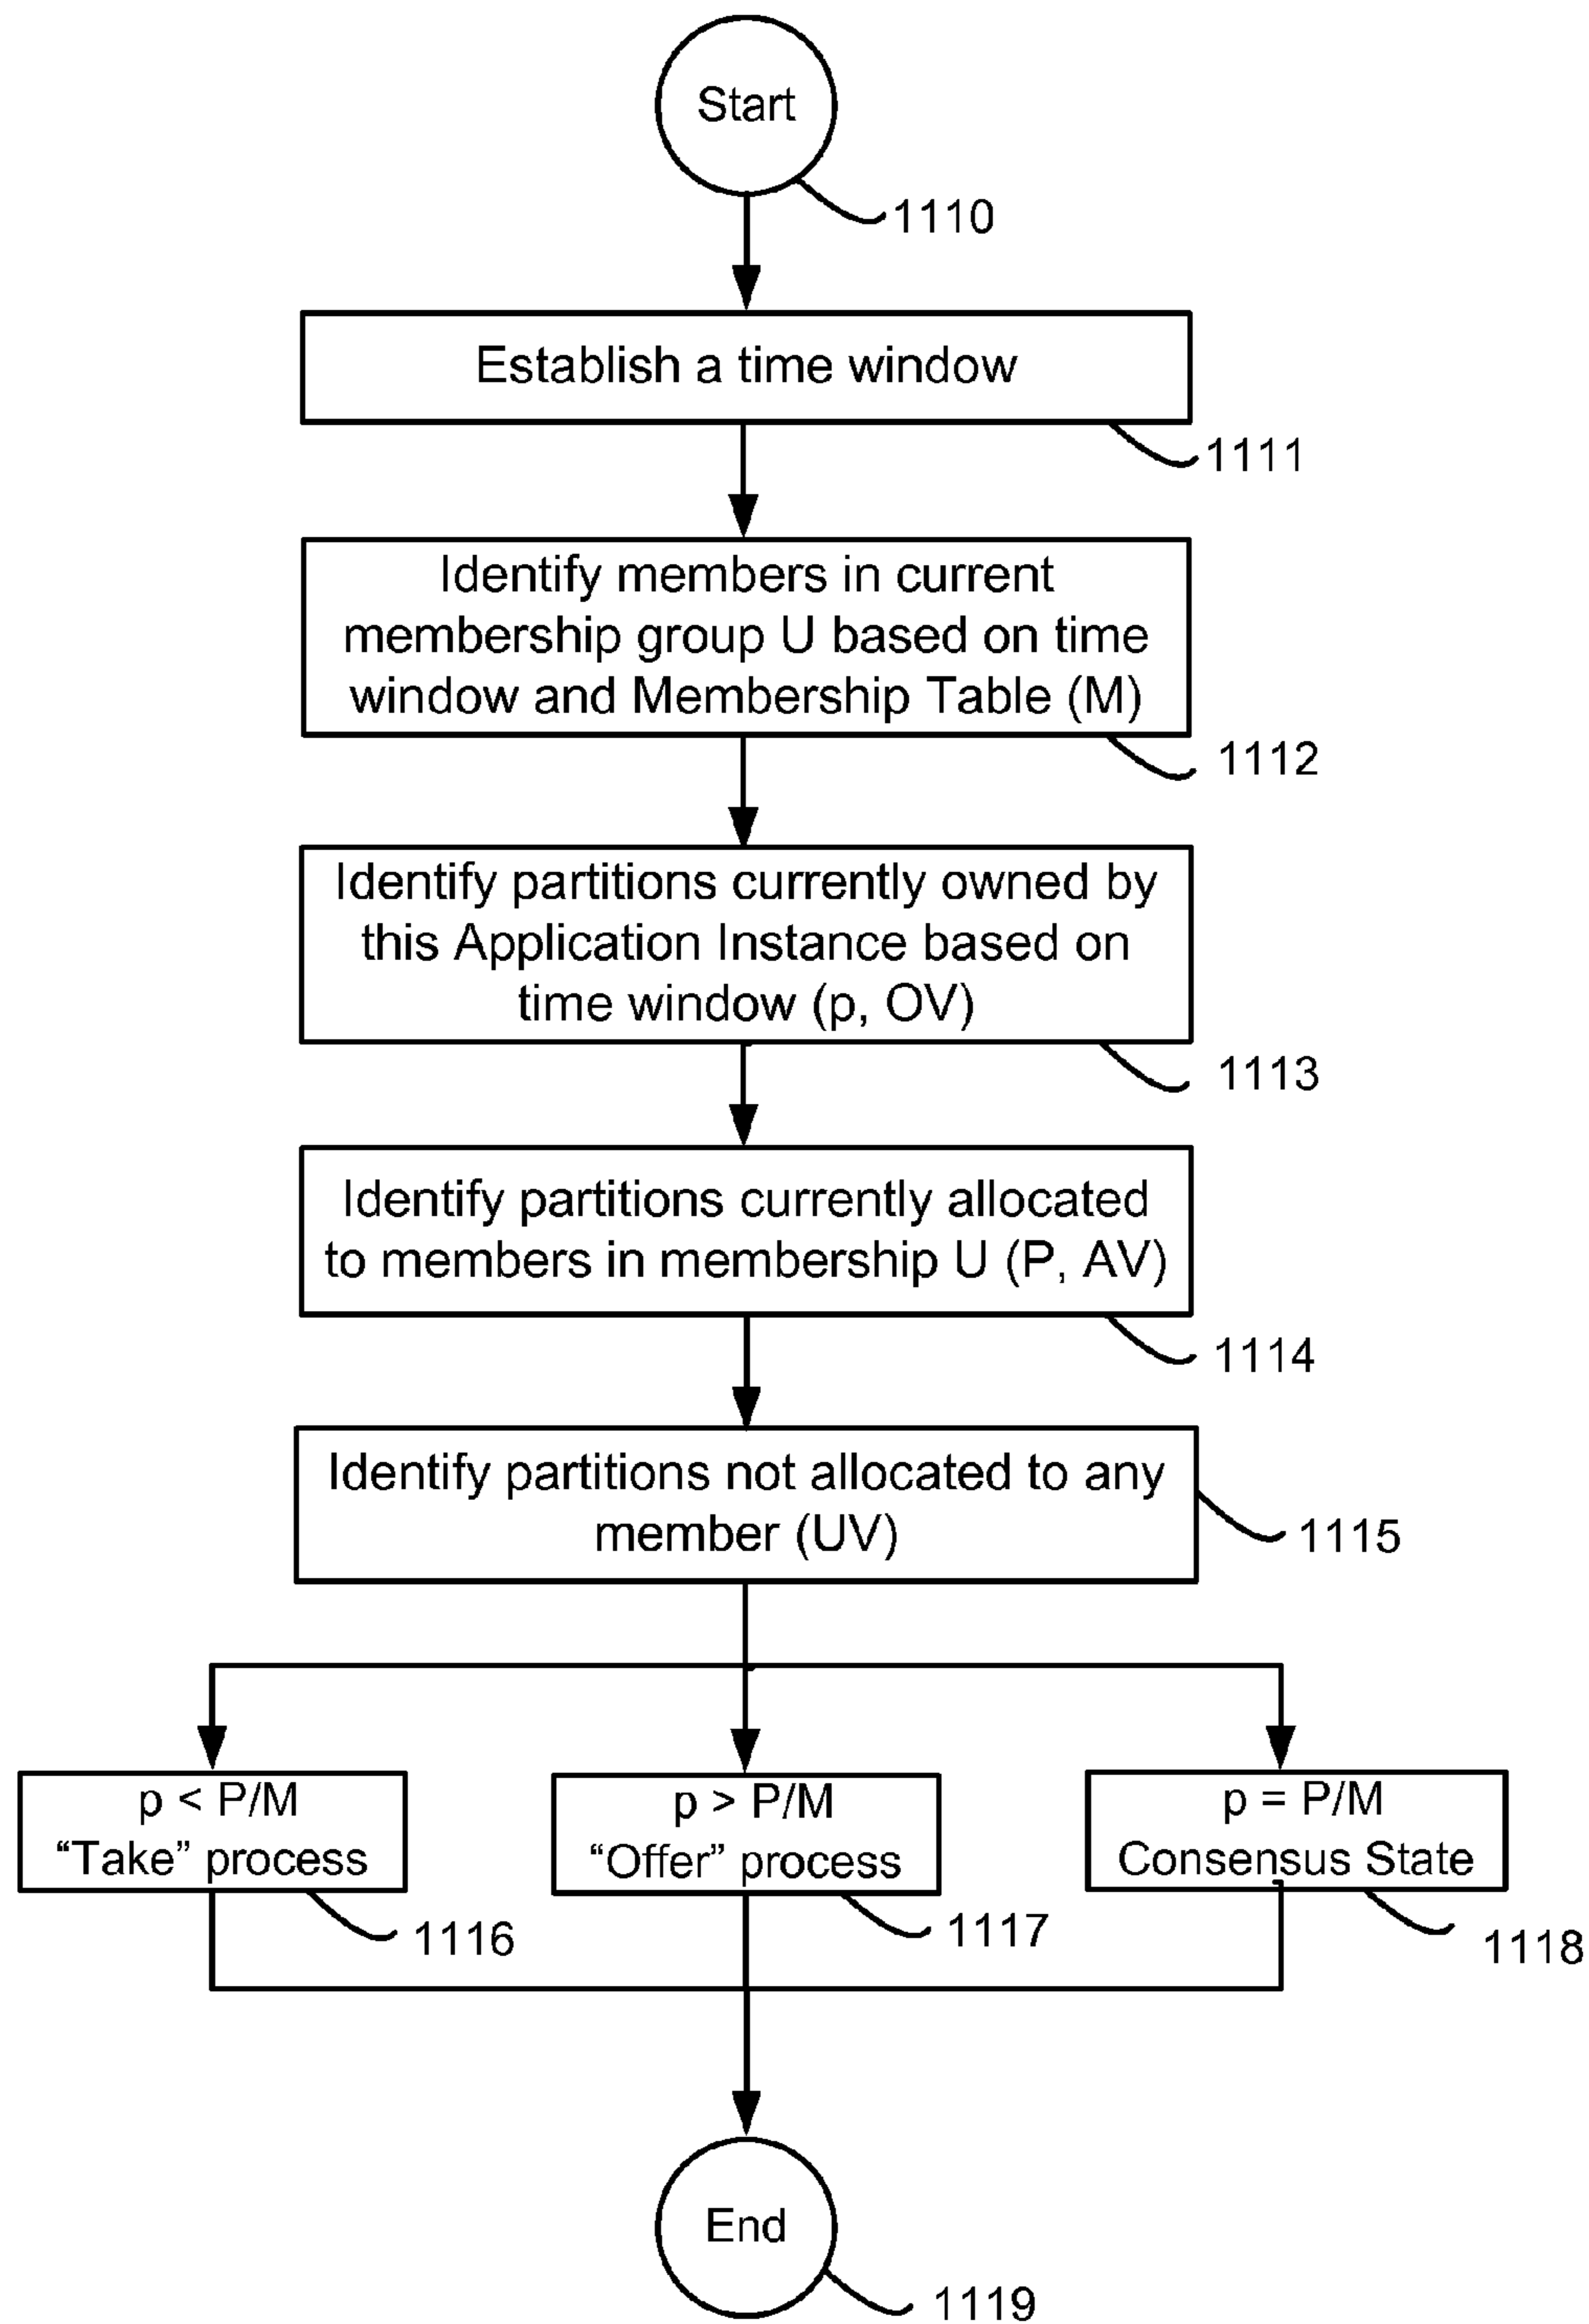 Start
1110
Establish a time window
1111
Identify members in current
membership group U based on time
window and Membership Table (M)
1112
Identify partitions currently owned by
this Application Instance based on
time window (p, OV)
1113
Identify partitions currently allocated
to members in membership U (P, AV)
1114
Identify partitions not allocated to any
member (UV)
1115
p < P/M
“Take” process
1116
p > P/M
“Offer” process
1117
p = P/M
Consensus State
1118
End
1119